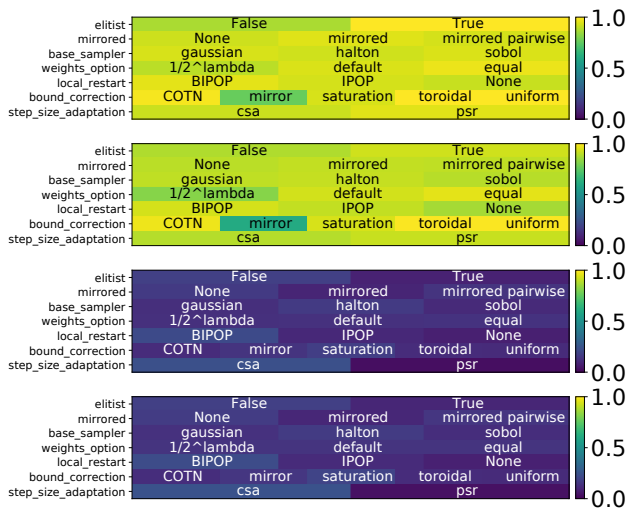 elitist False True 1.0
mirrored None mirrored mirrored pairwise
base_sampler gaussian halton sobol
weights_option 1/2^lambda default equal 0.5
local_restart BIPOP IPOP None
bound_correction COTN mirror saturation toroidal uniform
step_size_adaptation csa psr 0.0
elitist False True 1.0
mirrored None mirrored mirrored pairwise
base_sampler gaussian halton sobol
weights_option 1/2^lambda default equal 0.5
local_restart BIPOP IPOP None
bound_correction COTN mirror saturation toroidal uniform
step_size_adaptation csa psr 0.0
elitist False True 1.0
mirrored None mirrored mirrored pairwise
base_sampler gaussian halton sobol
weights_option 1/2^lambda default equal 0.5
local_restart BIPOP IPOP None
bound_correction COTN mirror saturation toroidal uniform
step_size_adaptation csa psr 0.0
elitist False True 1.0
mirrored None mirrored mirrored pairwise
base_sampler gaussian halton sobol
weights_option 1/2^lambda default equal 0.5
local_restart BIPOP IPOP None
bound_correction COTN mirror saturation toroidal uniform
step_size_adaptation csa psr 0.0